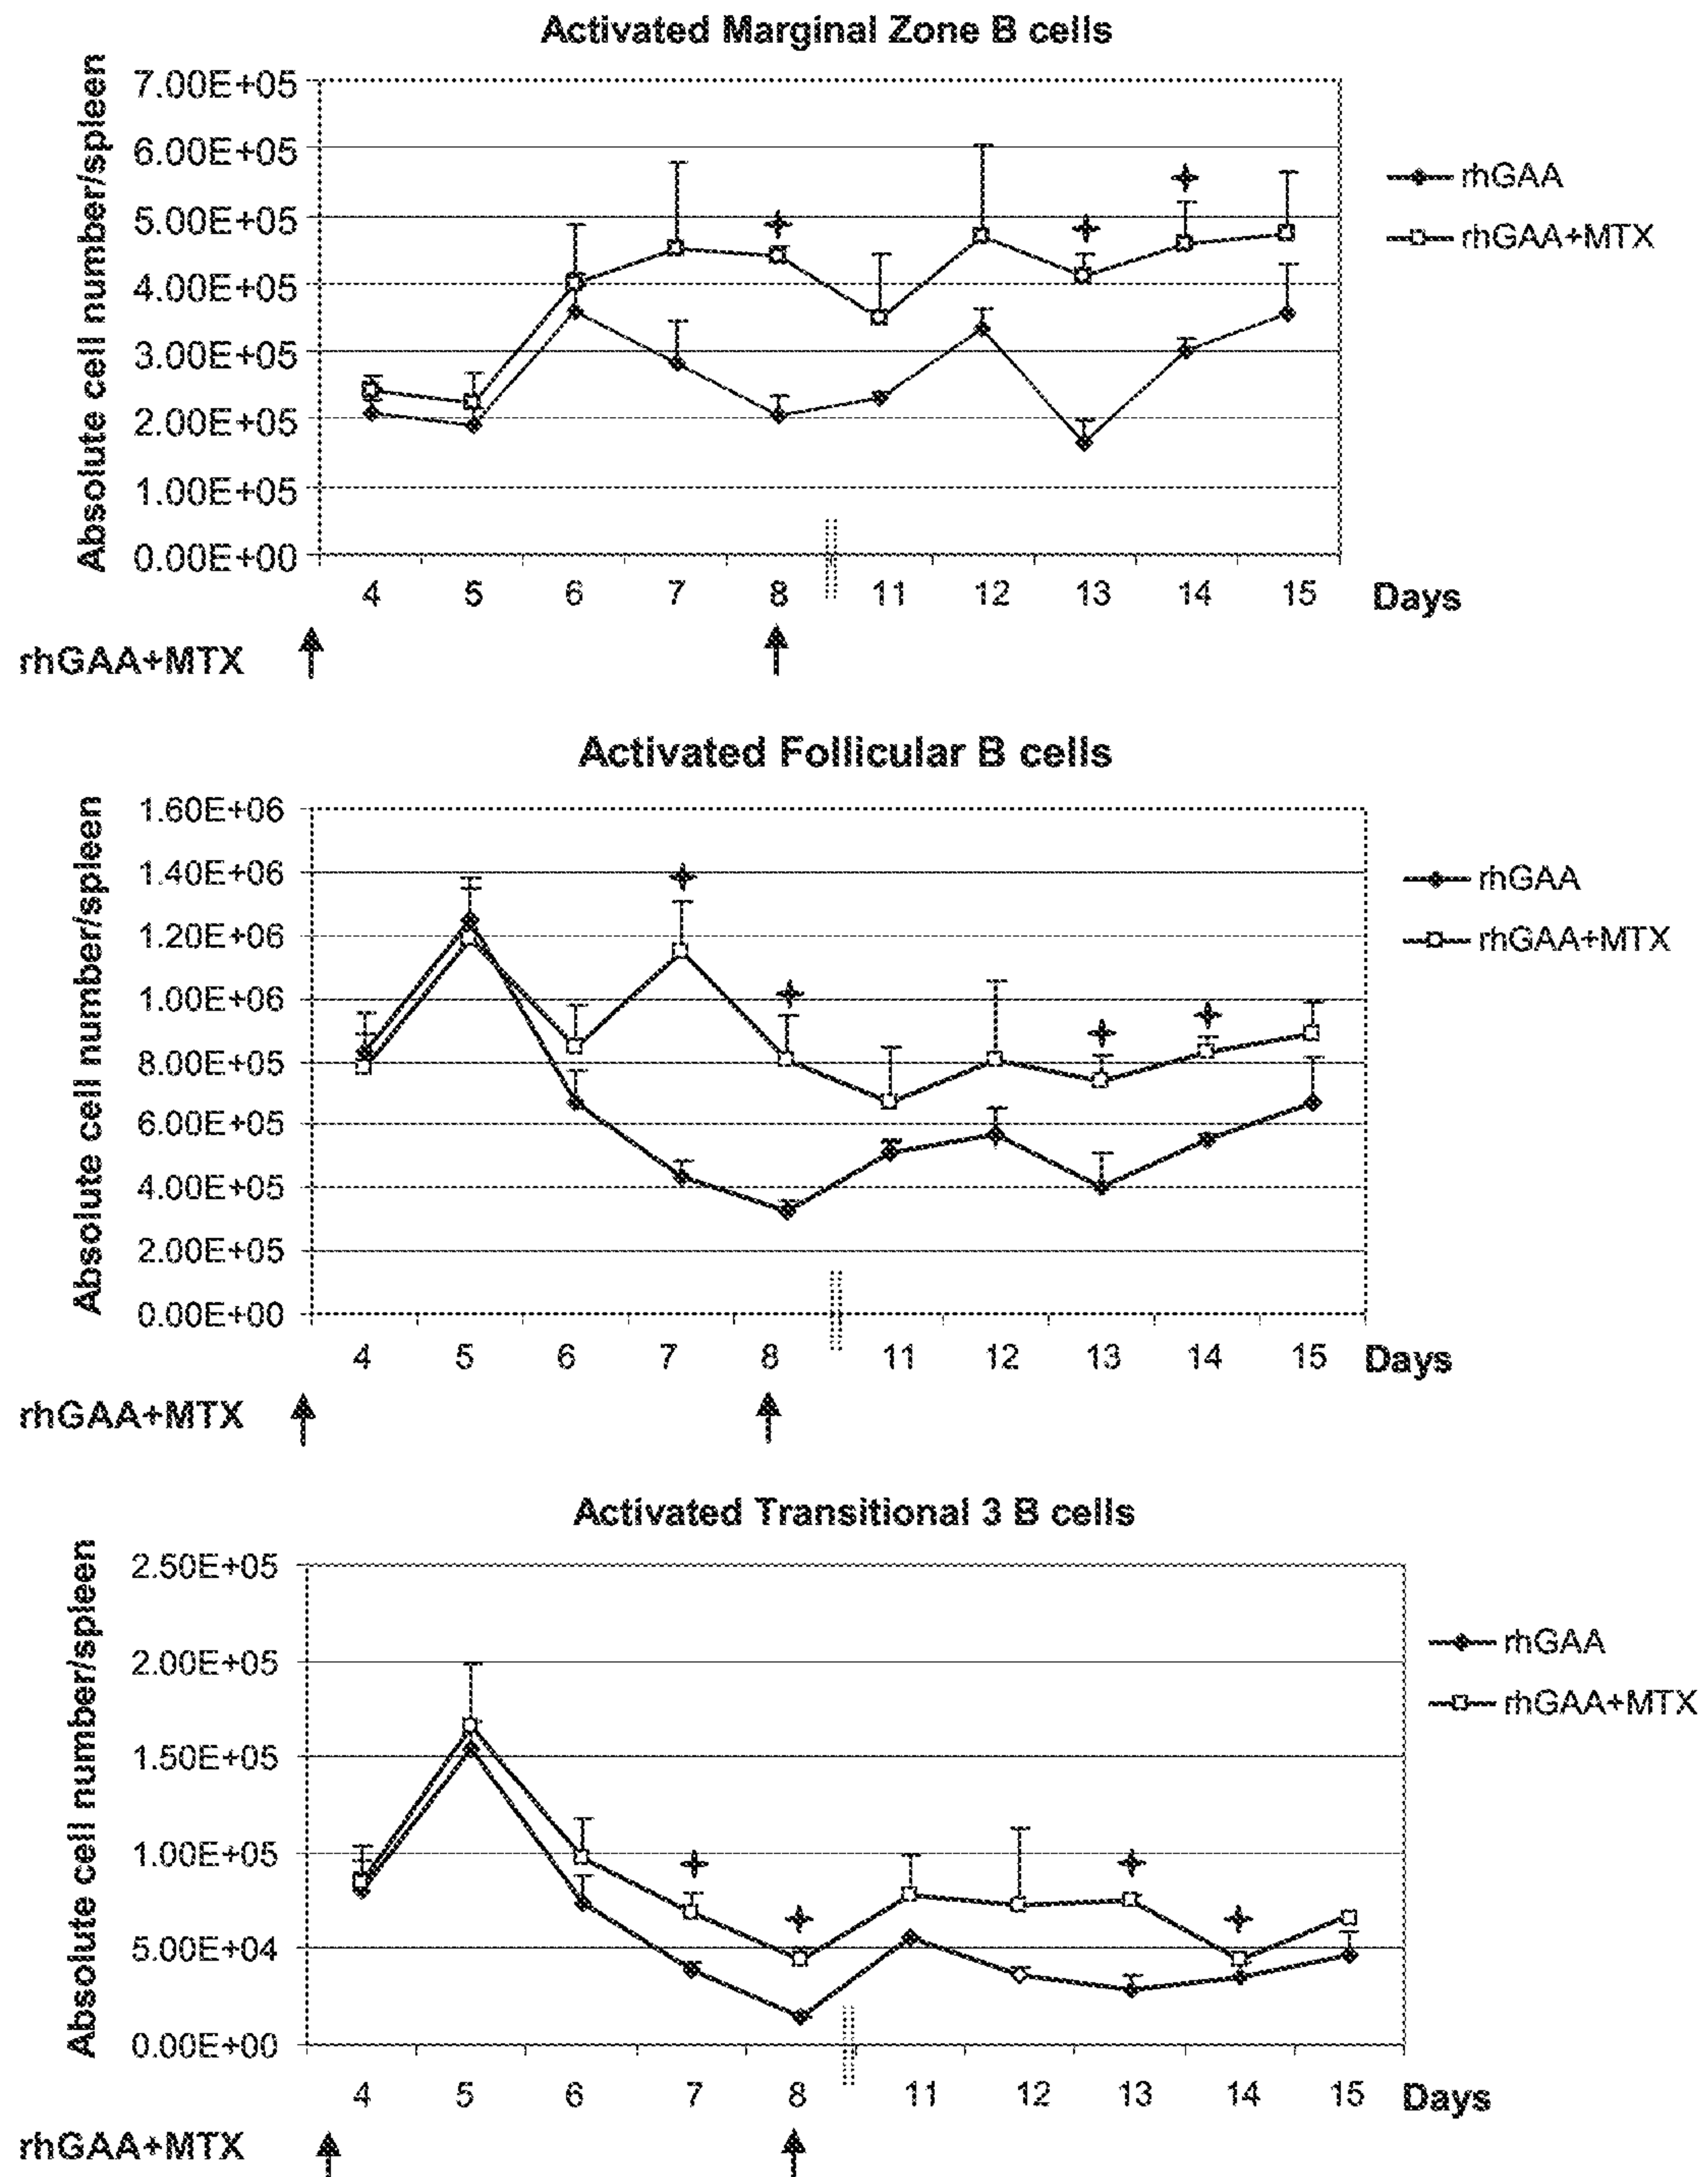 Activated Marginal Zone B cells
Absolute cell number/spleen
7.00E+05
6.00E+05
5.00E+05
4.00E+05
3.00E+05
2.00E+05
1.00E+05
0.00E+00
rhGAA
rhGAA+MTX
4 5 6 7 8 11 12 13 14 15 Days
rhGAA+MTX
Activated Follicular B cells
Absolute cell number/spleen
1.60E+06
1.40E+06
1.20E+06
1.00E+06
8.00E+05
6.00E+05
4.00E+05
2.00E+05
0.00E+00
rhGAA
rhGAA+MTX
4 5 6 7 8 11 12 13 14 15 Days
rhGAA+MTX
Activated Transitional 3 B cells
Absolute cell number/spleen
2.50E+05
2.00E+05
1.50E+05
1.00E+05
5.00E+04
0.00E+00
rhGAA
rhGAA+MTX
4 5 6 7 8 11 12 13 14 15 Days
rhGAA+MTX